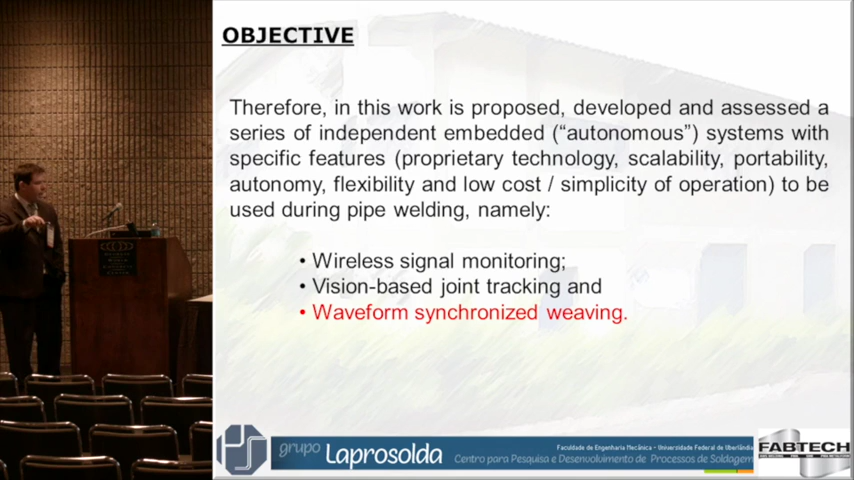 OBJECTIVE
Therefore, in this work is proposed, developed and assessed a
series of independent embedded (“autonomous”) systems with
specific features (proprietary technology, scalability, portability,
autonomy, flexibility and low cost / simplicity of operation) to be
used during pipe welding, namely:
• Wireless signal monitoring;
• Vision-based joint tracking and
• Waveform synchronized weaving.
grupo Laprosolda
Faculdade de Engenharia Mecânica - Universidade Federal de Uberlândia
Centro para Pesquisa e Desenvolvimento de Processos de Soldagem
FABTECH